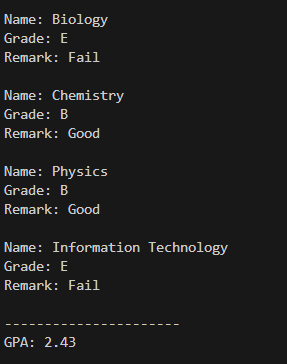 Name: Biology
Grade: E
Remark: Fail
Name: Chemistry
Grade: B
Remark: Good
Name: Physics
Grade: B
Remark: Good
Name: Information Technology
Grade: E
Remark: Fail
----------------------
GPA: 2.43